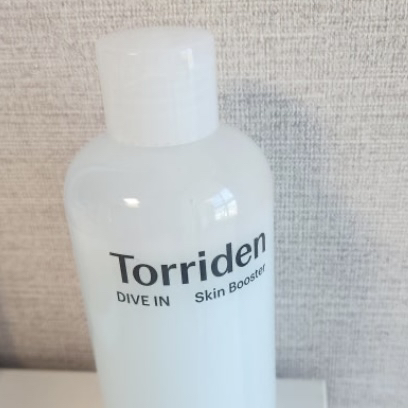 Torriden
DIVE IN Skin Booster